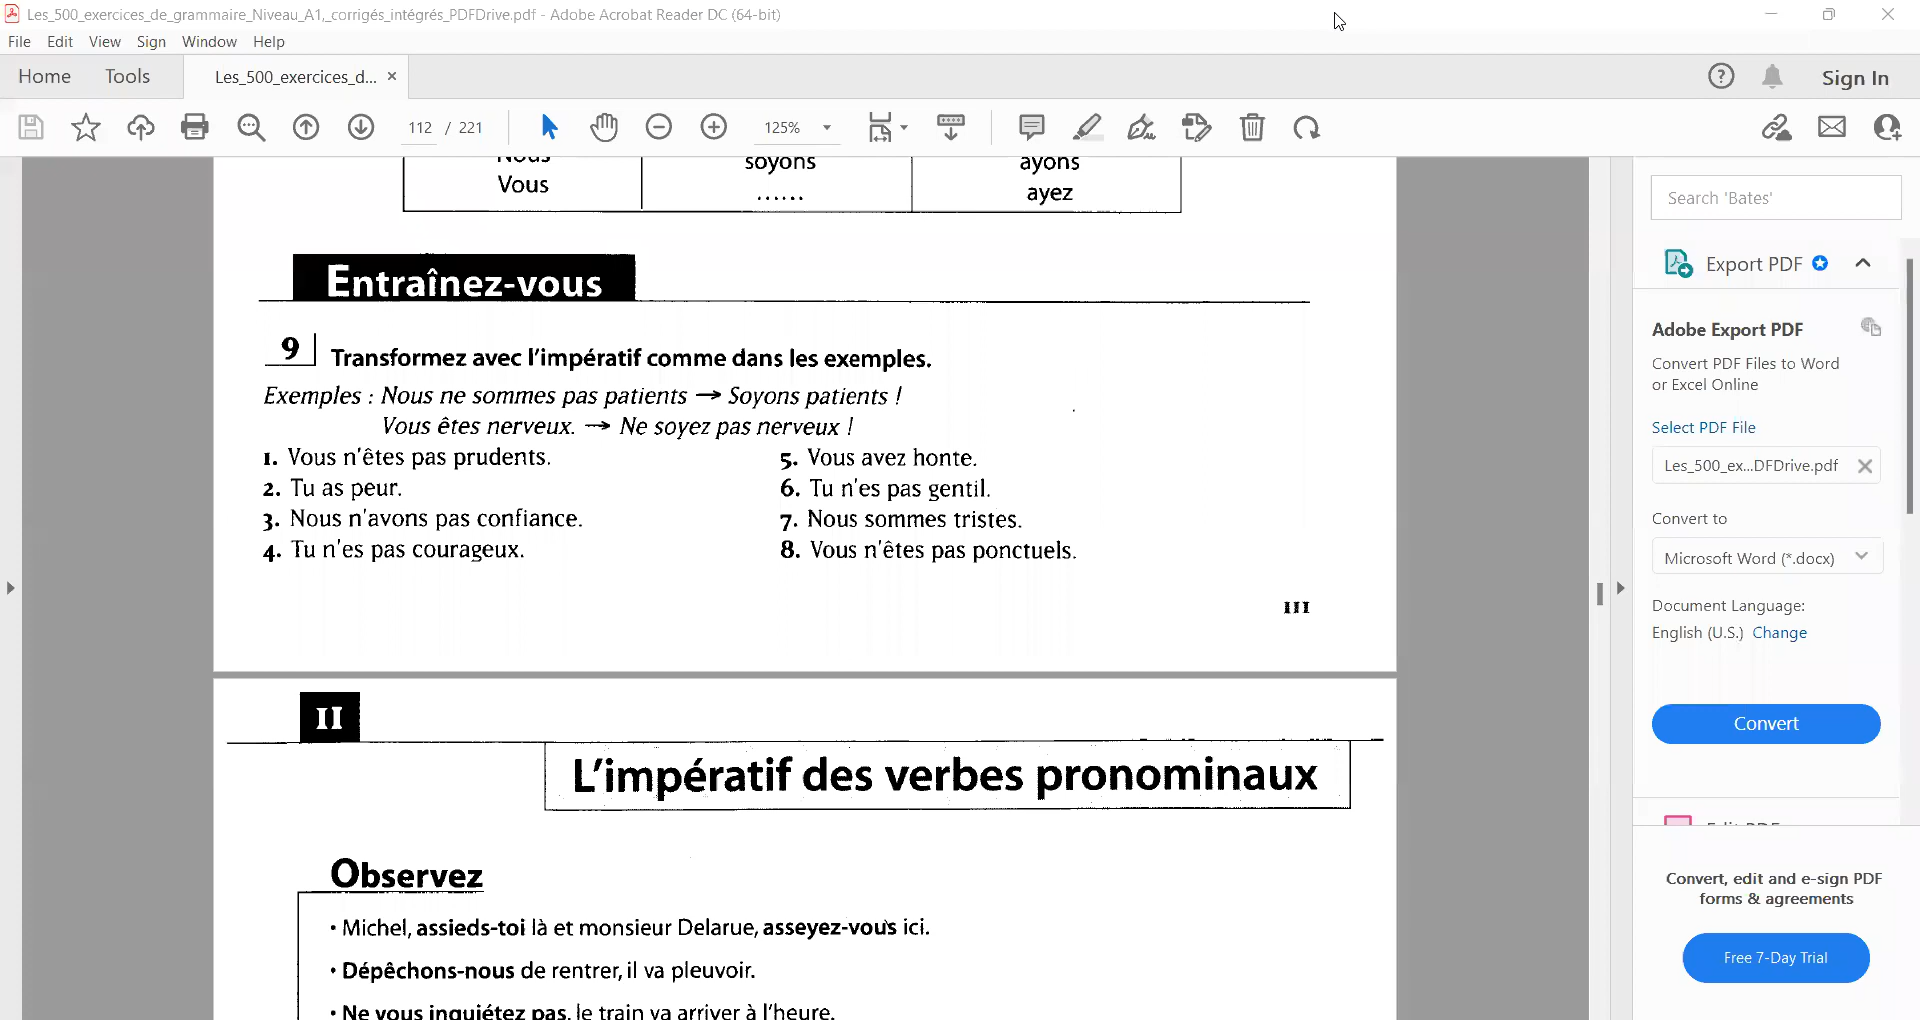 Les_500_exercices_de_grammaire_Niveau_A1,_corrigés_intégrés_PDFDrive.pdf - Adobe Acrobat Reader DC (64-bit)
File Edit View Sign Window Help
Home Tools Les_500_exercices_d... × Sign In
112 / 221 125%
Nous soyons ayons
Vous ...... ayez
Entraînez-vous
9 Transformez avec l'impératif comme dans les exemples.
Exemples : Nous ne sommes pas patients → Soyons patients !
Vous êtes nerveux. → Ne soyez pas nerveux !
1. Vous n'êtes pas prudents.
2. Tu as peur.
3. Nous n'avons pas confiance.
4. Tu n'es pas courageux.
5. Vous avez honte.
6. Tu n'es pas gentil.
7. Nous sommes tristes.
8. Vous n'êtes pas ponctuels.
111
II
L'impératif des verbes pronominaux
Observez
• Michel, assieds-toi là et monsieur Delarue, asseyez-vous ici.
• Dépêchons-nous de rentrer, il va pleuvoir.
• Ne vous inquiétez pas, le train va arriver à l'heure.
Search 'Bates'
Export PDF
Adobe Export PDF
Convert PDF Files to Word
or Excel Online
Select PDF File
Les_500_ex...DFDrive.pdf
Convert to
Microsoft Word (*.docx)
Document Language:
English (U.S.) Change
Convert
Edit PDF
Convert, edit and e-sign PDF
forms & agreements
Free 7-Day Trial